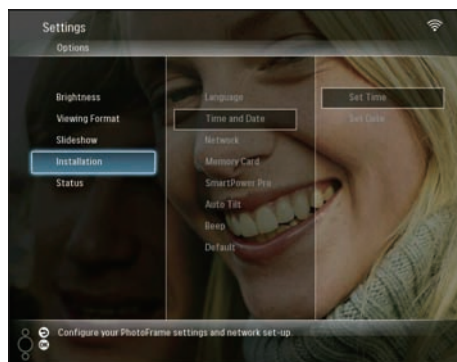 Settings
Options
Brightness
Viewing Format
Slideshow
Installation
Status
Language
Time and Date
Network
Memory Card
SmartPower Pro
Auto Tilt
Beep
Default
Set Time
Set Date
OK
Configure your PhotoFrame settings and network set-up.